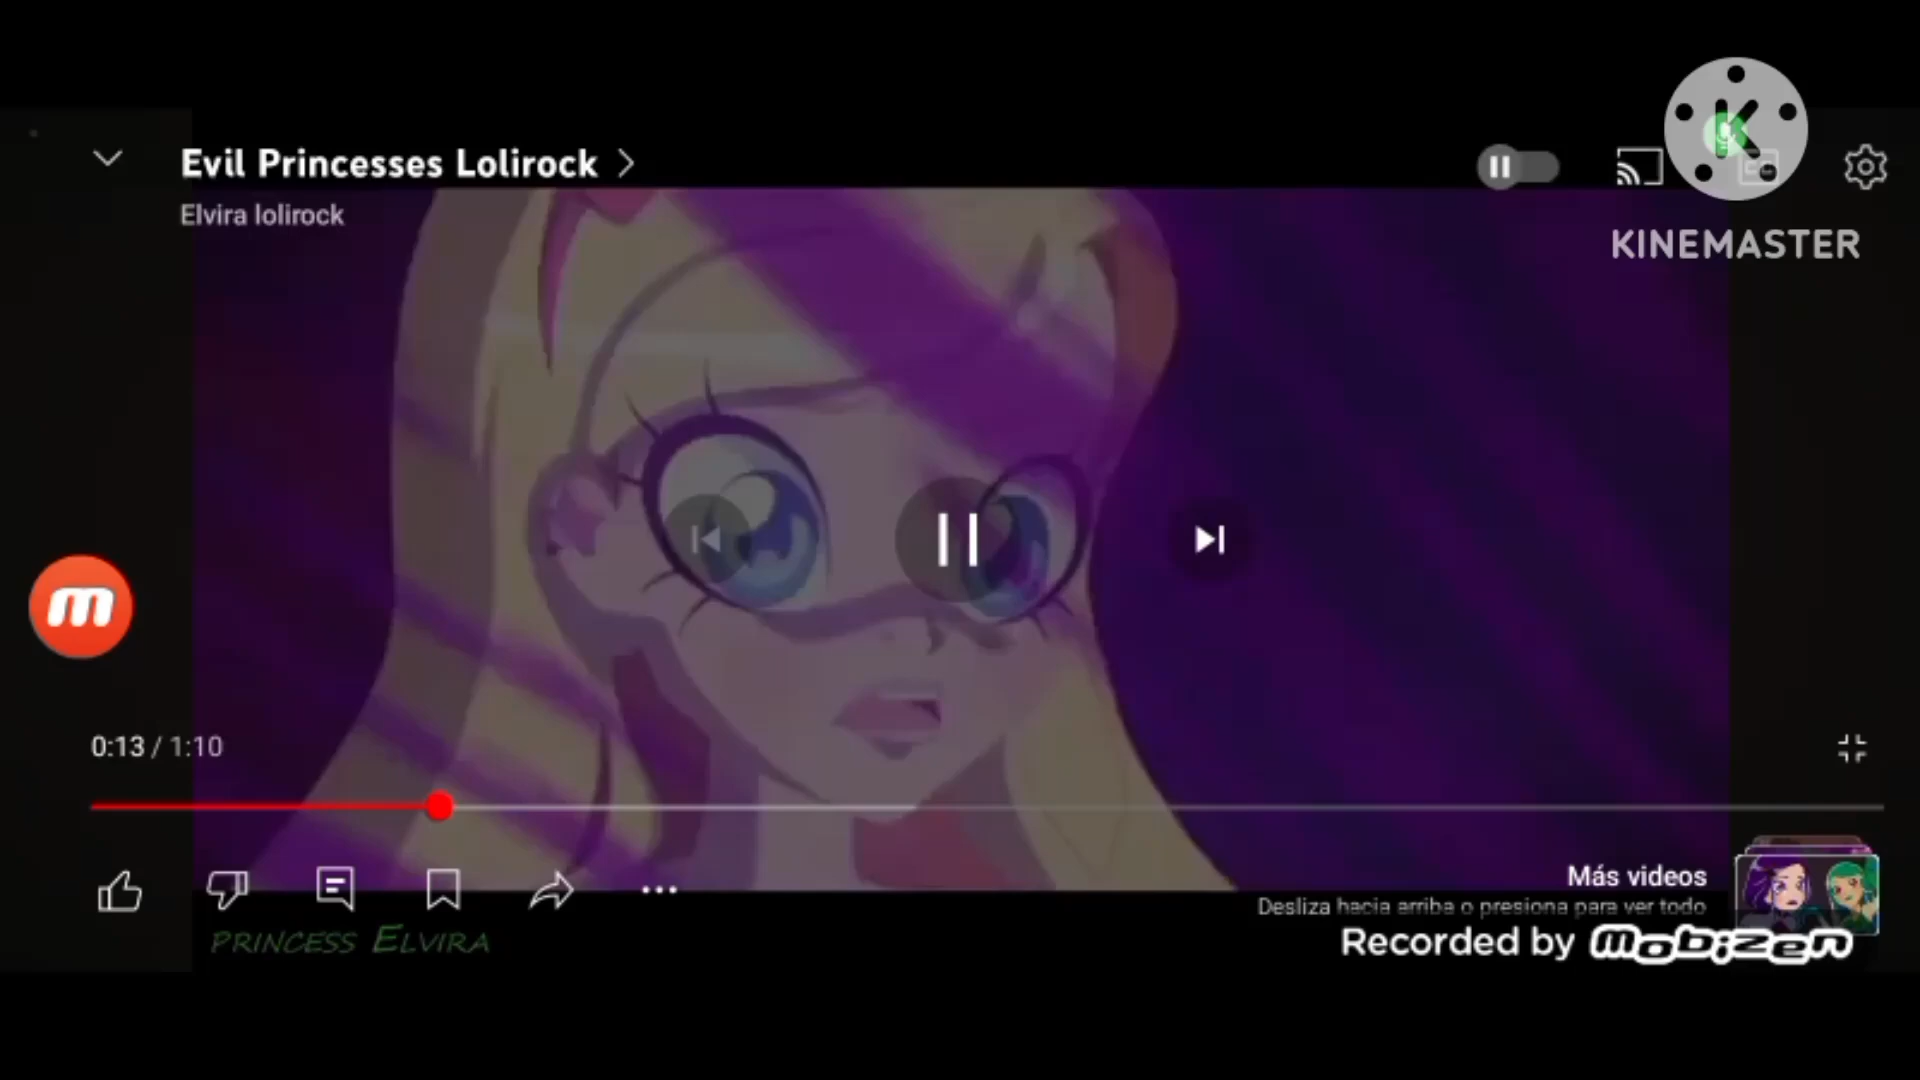 Evil Princesses Lolirock
Elvira lolirock
KINEMASTER
0:13 / 1:10
Más videos
Desliza hacia arriba o presiona para ver todo
PRINCESS ELVIRA
Recorded by Mobizen